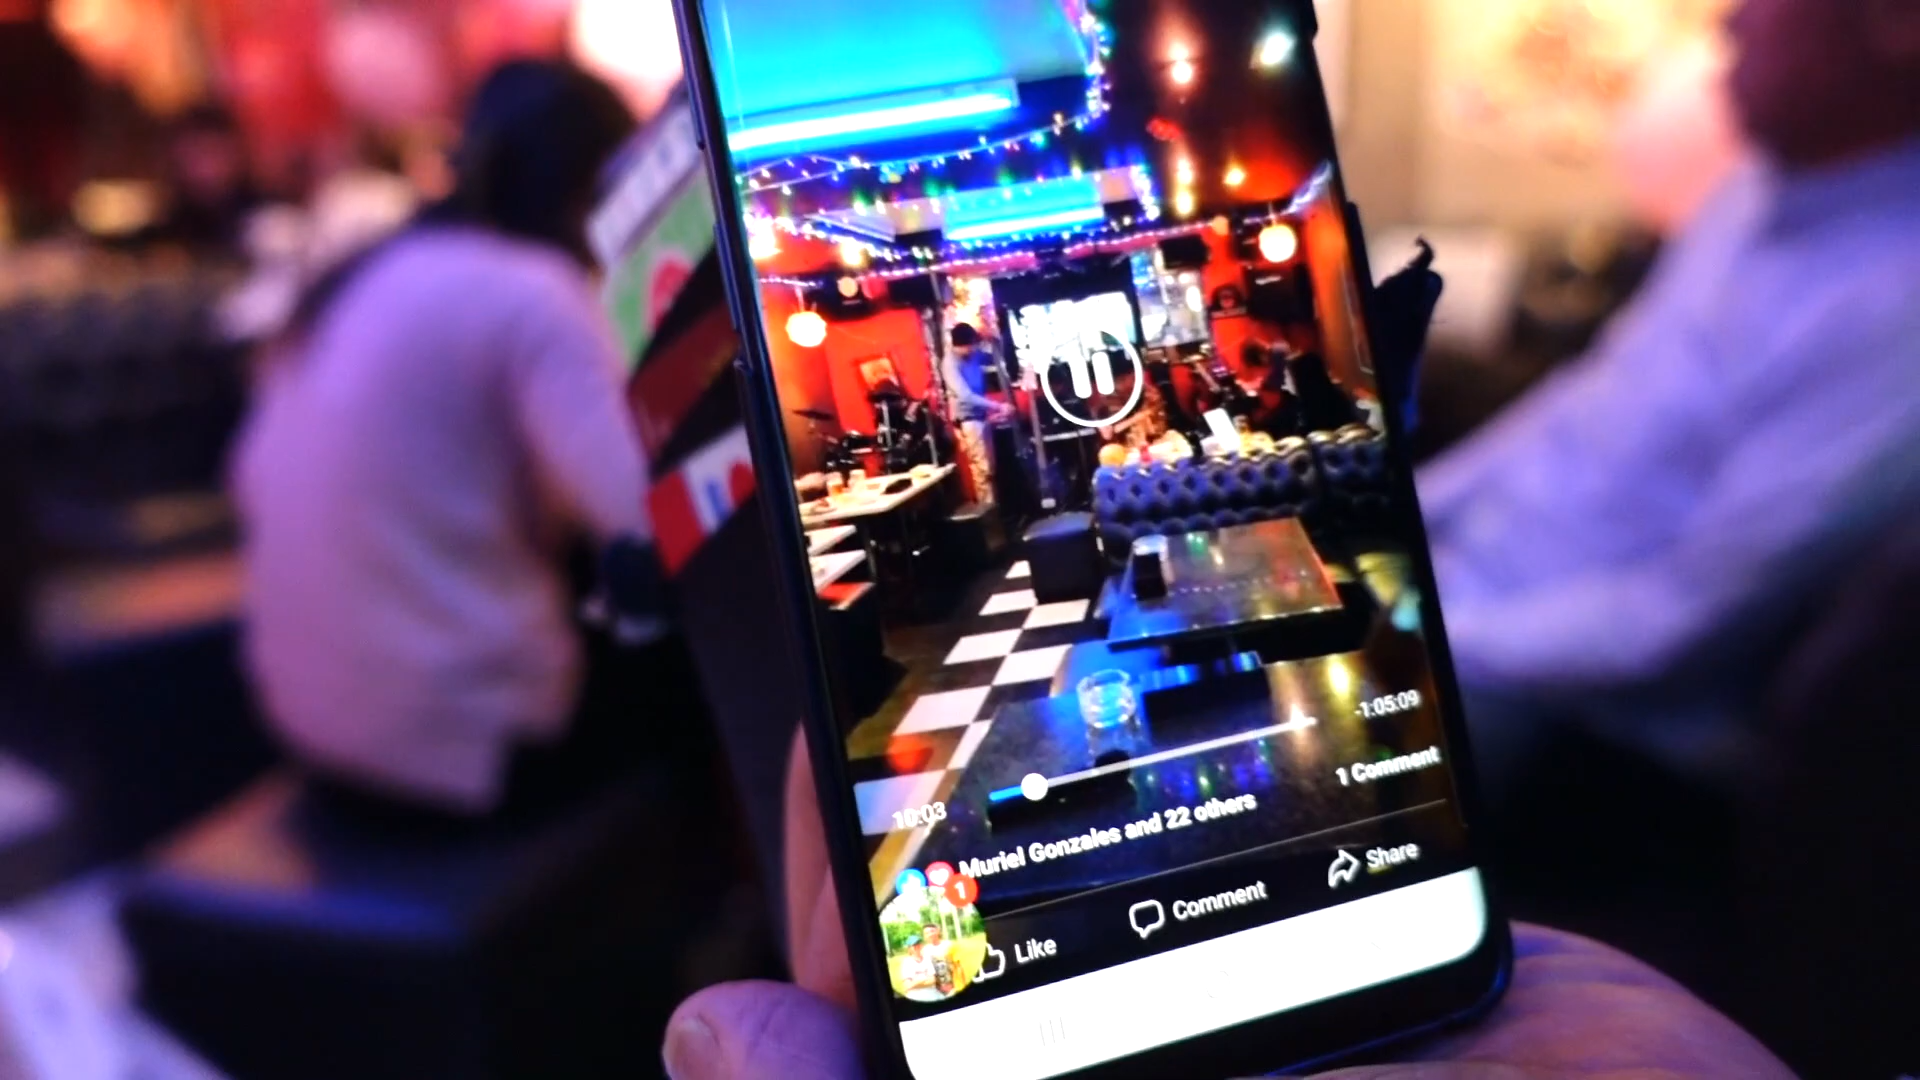 -1:05:09
10:03
1 Comment
Muriel Gonzales and 22 others
1
Like
Comment
Share